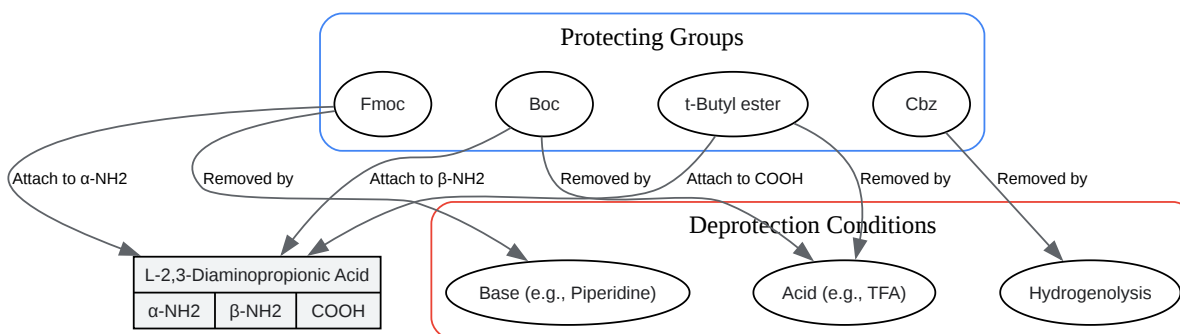 Protecting Groups
Fmoc
Boc
t-Butyl ester
Cbz
Attach to α-NH2
Removed by
Attach to β-NH2
Removed by
Attach to COOH
Removed by
Removed by
Deprotection Conditions
L-2,3-Diaminopropionic Acid
α-NH2
β-NH2
COOH
Base (e.g., Piperidine)
Acid (e.g., TFA)
Hydrogenolysis